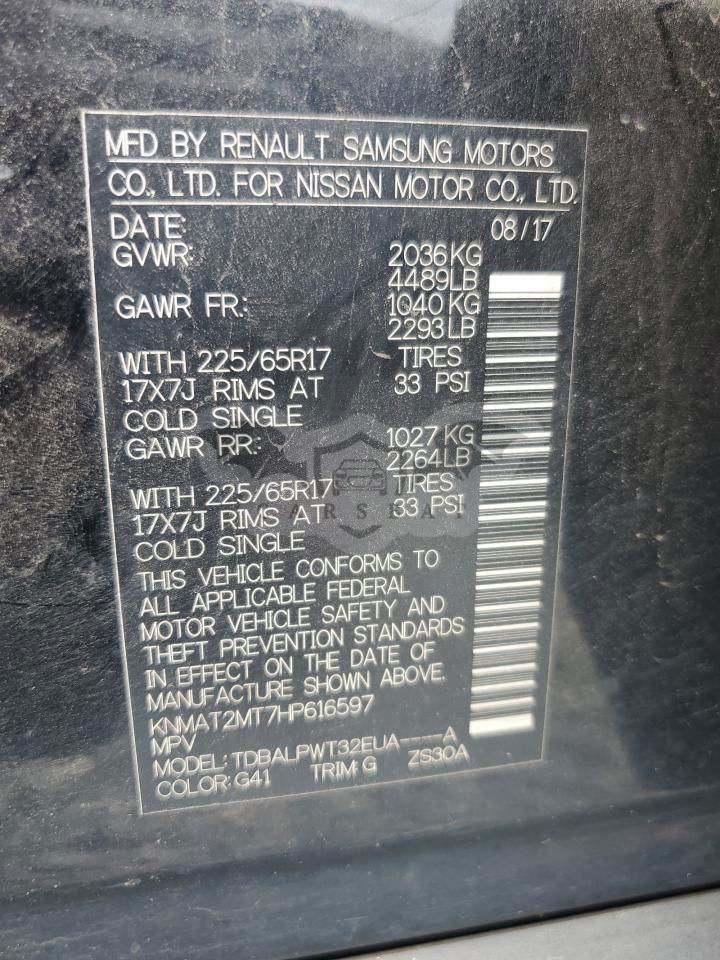 MFD BY RENAULT SAMSUNG MOTORS
CO., LTD. FOR NISSAN MOTOR CO., LTD.
DATE: 08/17
GVWR: 2036KG
4489LB
GAWR FR.: 1040KG
2293LB
WITH 225/65R17 TIRES
17X7J RIMS AT 33 PSI
COLD SINGLE
GAWR RR: 1027KG
2264LB
WITH 225/65R17 TIRES
17X7J RIMS AT 33 PSI
COLD SINGLE
THIS VEHICLE CONFORMS TO
ALL APPLICABLE FEDERAL
MOTOR VEHICLE SAFETY AND
THEFT PREVENTION STANDARDS
IN EFFECT ON THE DATE OF
MANUFACTURE SHOWN ABOVE.
KNMAT2MT7HP616597
MPV
MODEL: TDBALPWT32EUA----A
COLOR: G41 TRIM: G ZS30A